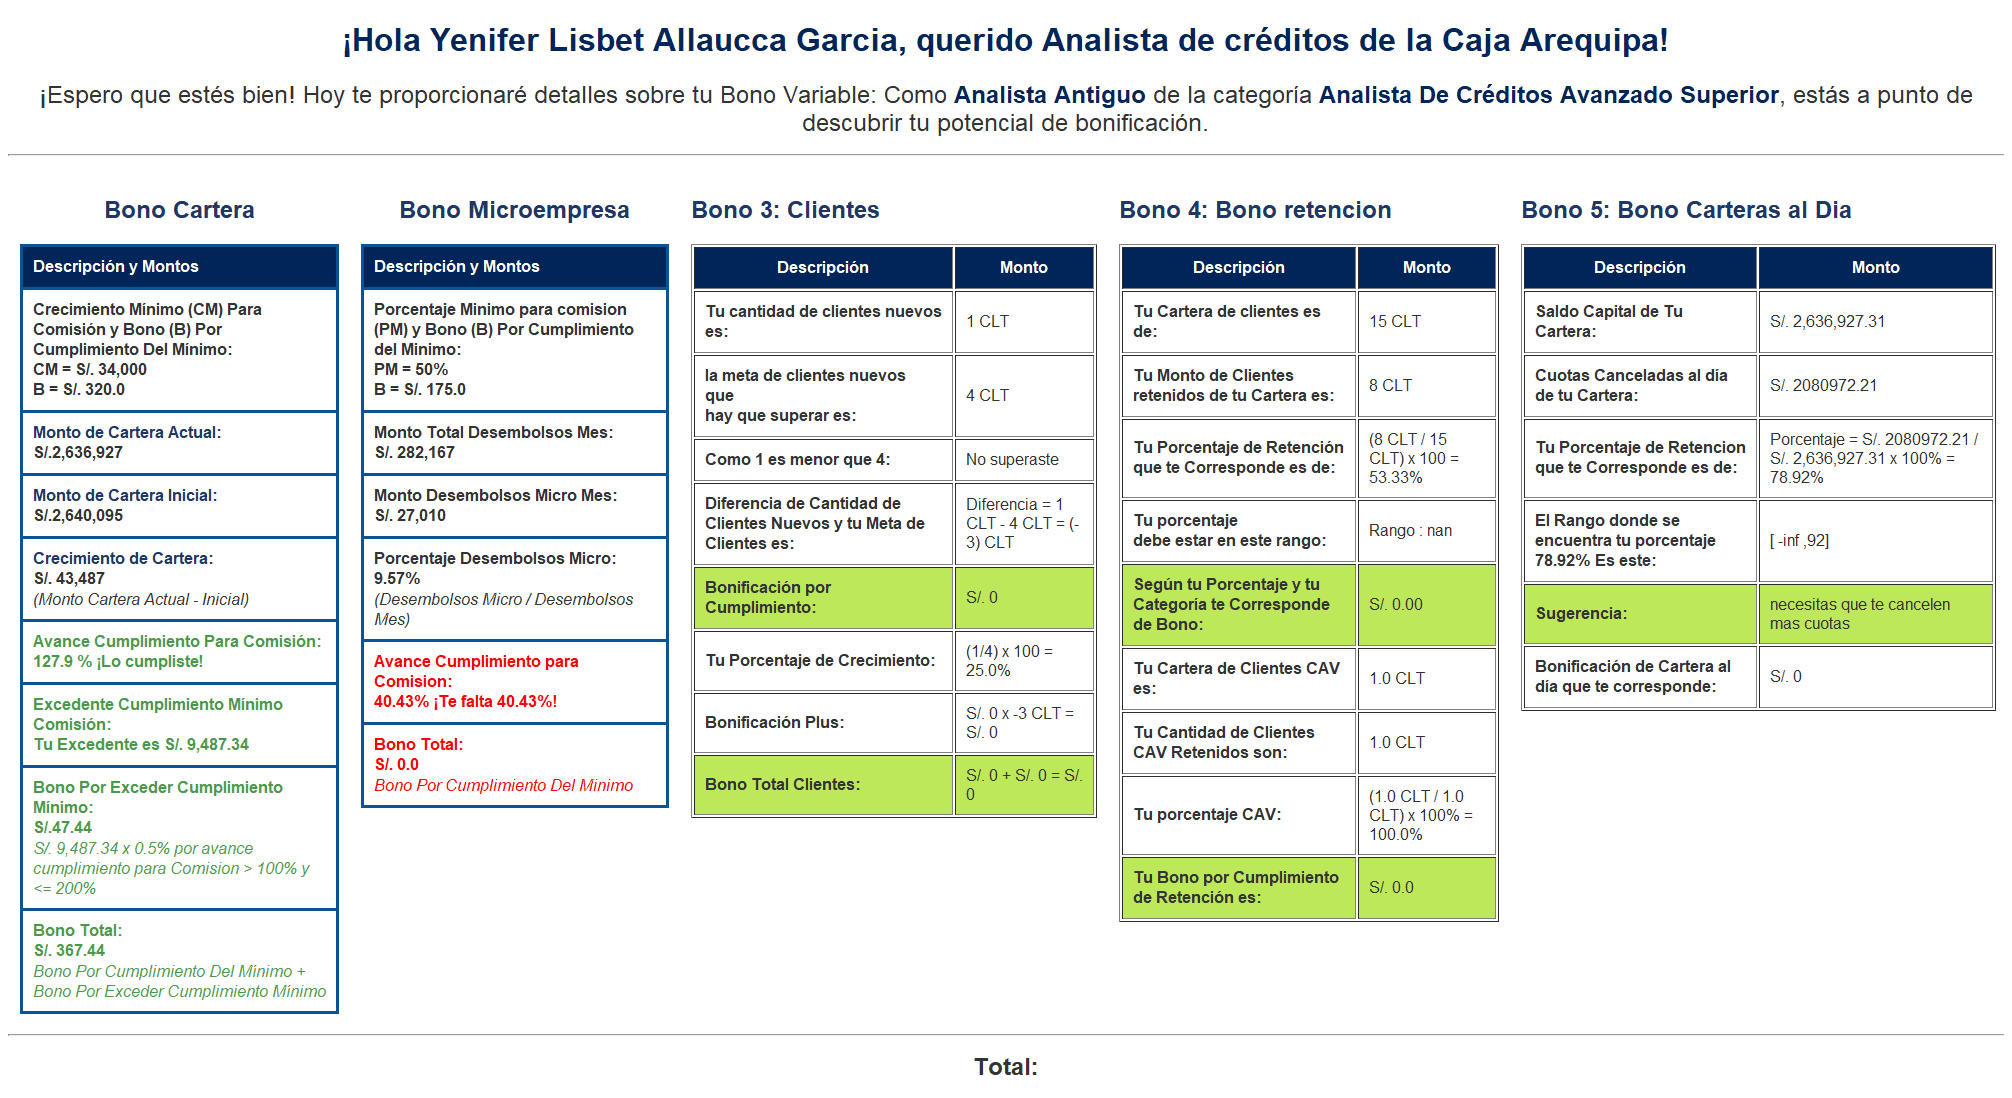 ¡Hola Yenifer Lisbet Allaucca Garcia, querido Analista de créditos de la Caja Arequipa!
¡Espero que estés bien! Hoy te proporcionaré detalles sobre tu Bono Variable: Como Analista Antiguo de la categoría Analista De Créditos Avanzado Superior, estás a punto de
descubrir tu potencial de bonificación.
Bono Cartera
Descripción y Montos
Crecimiento Mínimo (CM) Para
Comisión y Bono (B) Por
Cumplimiento Del Mínimo:
CM = S/. 34,000
B = S/. 320.0
Monto de Cartera Actual:
S/.2,636,927
Monto de Cartera Inicial:
S/.2,640,095
Crecimiento de Cartera:
S/. 43,487
(Monto Cartera Actual - Inicial)
Avance Cumplimiento Para Comisión:
127.9 % ¡Lo cumpliste!
Excedente Cumplimiento Mínimo
Comisión:
Tu Excedente es S/. 9,487.34
Bono Por Exceder Cumplimiento
Mínimo:
S/.47.44
S/. 9,487.34 x 0.5% por avance
cumplimiento para Comision > 100% y
<= 200%
Bono Total:
S/. 367.44
Bono Por Cumplimiento Del Mínimo +
Bono Por Exceder Cumplimiento Mínimo
Bono Microempresa
Descripción y Montos
Porcentaje Minimo para comision
(PM) y Bono (B) Por Cumplimiento
del Mínimo:
PM = 50%
B = S/. 175.0
Monto Total Desembolsos Mes:
S/. 282,167
Monto Desembolsos Micro Mes:
S/. 27,010
Porcentaje Desembolsos Micro:
9.57%
(Desembolsos Micro / Desembolsos
Mes)
Avance Cumplimiento para
Comision:
40.43% ¡Te falta 40.43%!
Bono Total:
S/. 0.0
Bono Por Cumplimiento Del Minimo
Bono 3: Clientes
Descripción Monto
Tu cantidad de clientes nuevos
es:
1 CLT
la meta de clientes nuevos
que
hay que superar es:
4 CLT
Como 1 es menor que 4:
No superaste
Diferencia de Cantidad de
Clientes Nuevos y tu Meta de
Clientes es:
Diferencia = 1
CLT - 4 CLT = (-
3) CLT
Bonificación por
Cumplimiento:
S/. 0
Tu Porcentaje de Crecimiento:
(1/4) x 100 =
25.0%
Bonificación Plus:
S/. 0 x -3 CLT =
S/. 0
Bono Total Clientes:
S/. 0 + S/. 0 = S/.
0
Bono 4: Bono retencion
Descripción Monto
Tu Cartera de clientes es
de:
15 CLT
Tu Monto de Clientes
retenidos de tu Cartera es:
8 CLT
Tu Porcentaje de Retención
que te Corresponde es de:
(8 CLT / 15
CLT) x 100 =
53.33%
Tu porcentaje
debe estar en este rango:
Rango : nan
Según tu Porcentaje y tu
Categoría te Corresponde
de Bono:
S/. 0.00
Tu Cartera de Clientes CAV
es:
1.0 CLT
Tu Cantidad de Clientes
CAV Retenidos son:
1.0 CLT
Tu porcentaje CAV:
(1.0 CLT / 1.0
CLT) x 100% =
100.0%
Tu Bono por Cumplimiento
de Retención es:
S/. 0.0
Bono 5: Bono Carteras al Dia
Descripción Monto
Saldo Capital de Tu
Cartera:
S/. 2,636,927.31
Cuotas Canceladas al día
de tu Cartera:
S/. 2080972.21
Tu Porcentaje de Retencion
que te Corresponde es de:
Porcentaje = S/. 2080972.21 /
S/. 2,636,927.31 x 100% =
78.92%
El Rango donde se
encuentra tu porcentaje
78.92% Es este:
[ -inf ,92]
Sugerencia:
necesitas que te cancelen
mas cuotas
Bonificación de Cartera al
día que te corresponde:
S/. 0
Total: